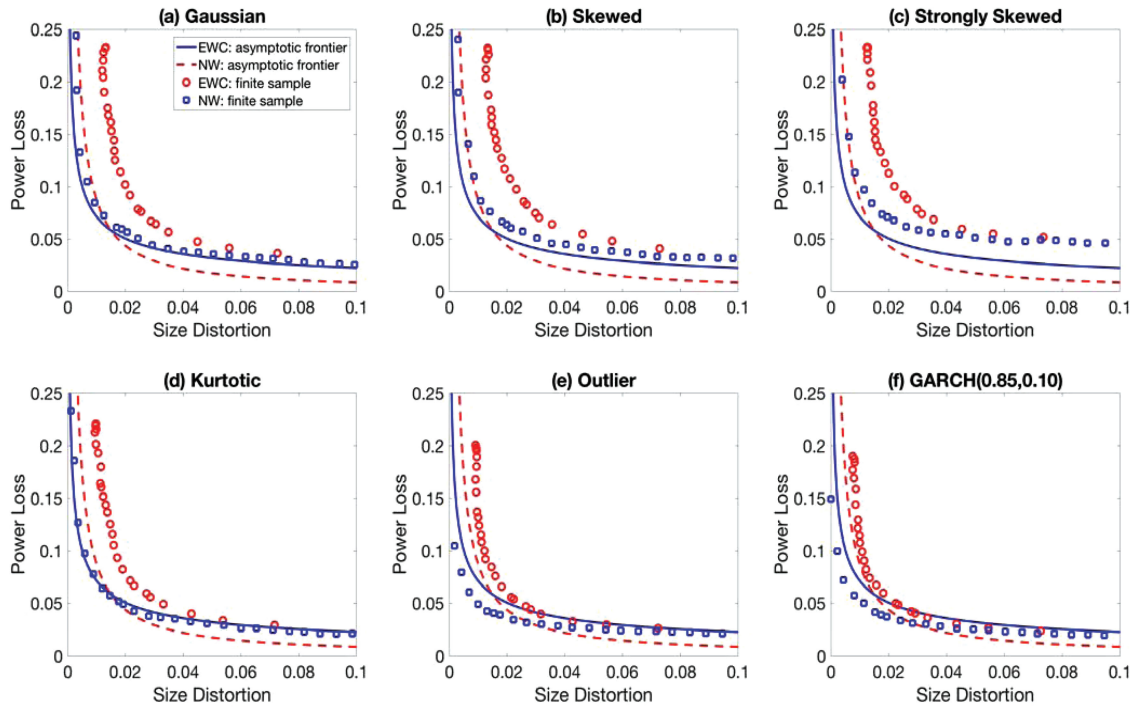 (a) Gaussian
0.25
0.2
0.15
0.1
0.05
0
0 0.02 0.04 0.06 0.08 0.1
Power Loss
Size Distortion
EWC: asymptotic frontier
NW: asymptotic frontier
EWC: finite sample
NW: finite sample
(b) Skewed
0.25
0.2
0.15
0.1
0.05
0
0 0.02 0.04 0.06 0.08 0.1
Power Loss
Size Distortion
(c) Strongly Skewed
0.25
0.2
0.15
0.1
0.05
0
0 0.02 0.04 0.06 0.08 0.1
Power Loss
Size Distortion
(d) Kurtotic
0.25
0.2
0.15
0.1
0.05
0
0 0.02 0.04 0.06 0.08 0.1
Power Loss
Size Distortion
(e) Outlier
0.25
0.2
0.15
0.1
0.05
0
0 0.02 0.04 0.06 0.08 0.1
Power Loss
Size Distortion
(f) GARCH(0.85,0.10)
0.25
0.2
0.15
0.1
0.05
0
0 0.02 0.04 0.06 0.08 0.1
Power Loss
Size Distortion